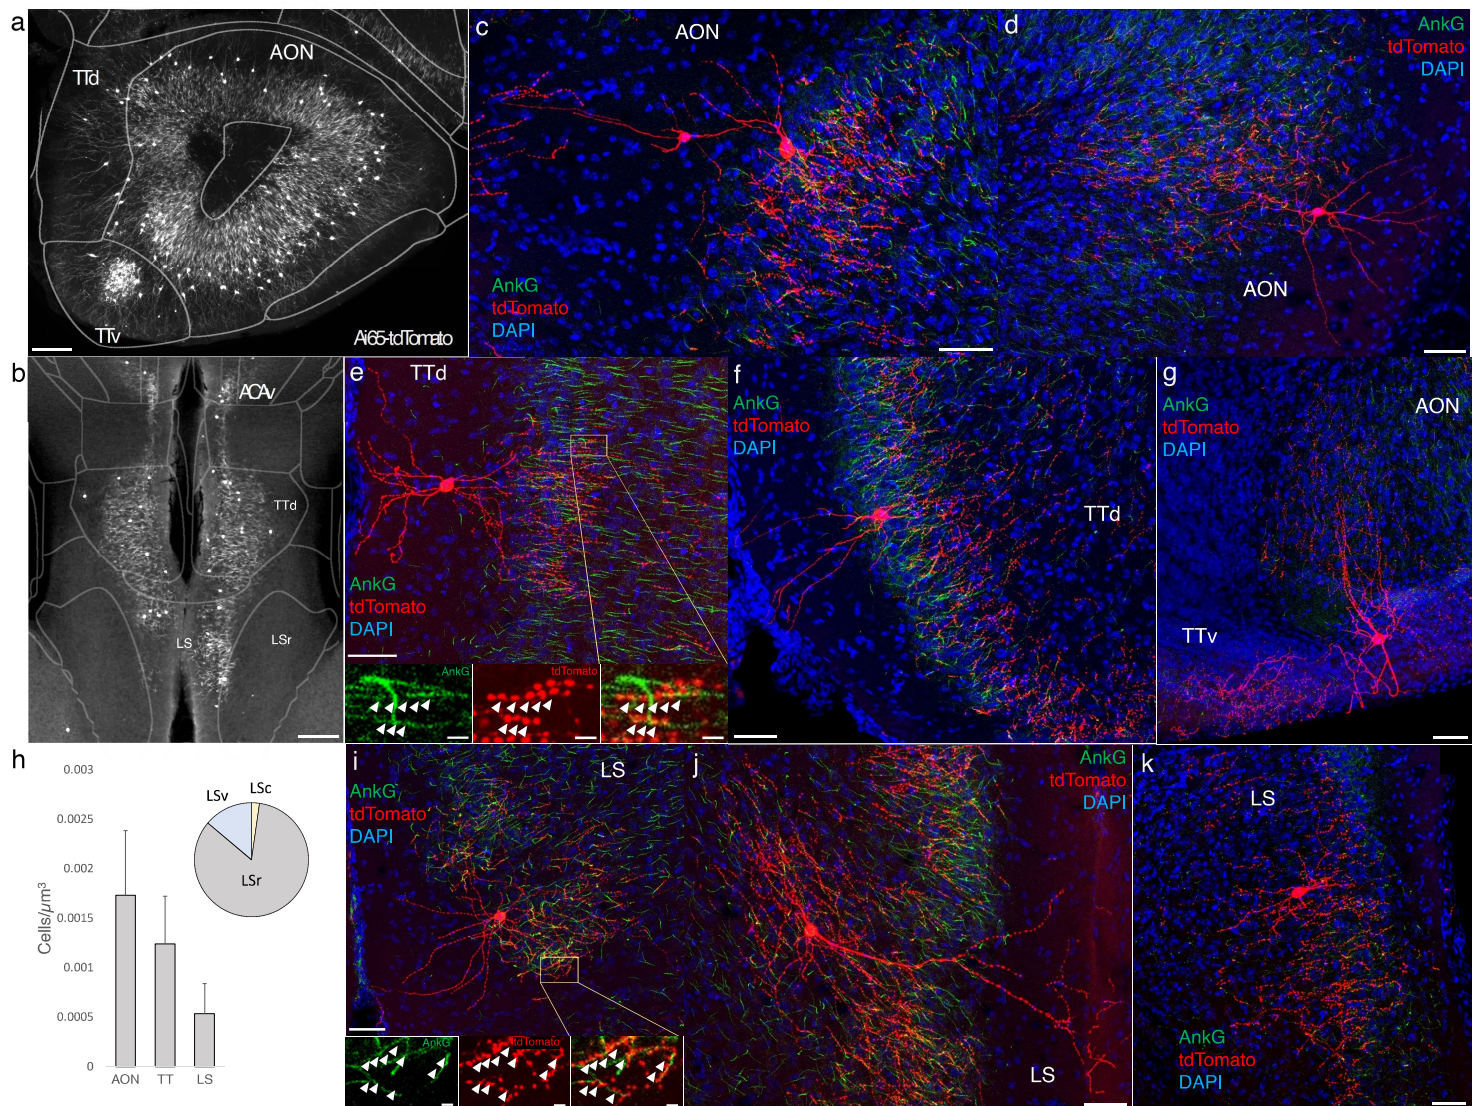 a
TTd
AON
TTv
Ai65-tdTomato
c
AON
AnkG
tdTomato
DAPI
d
AnkG
tdTomato
DAPI
AON
b
ACAv
TTd
LS
LSr
e
TTd
AnkG
tdTomato
DAPI
AnkG
tdTomato
f
AnkG
tdTomato
DAPI
TTd
g
AnkG
tdTomato
DAPI
AON
TTv
h
0.003
0.0025
0.002
0.0015
0.001
0.0005
0
Cells/µm³
AON TT LS
LSv
LSc
LSr
i
LS
AnkG
tdTomato
DAPI
AnkG
tdTomato
j
AnkG
tdTomato
DAPI
LS
k
LS
AnkG
tdTomato
DAPI